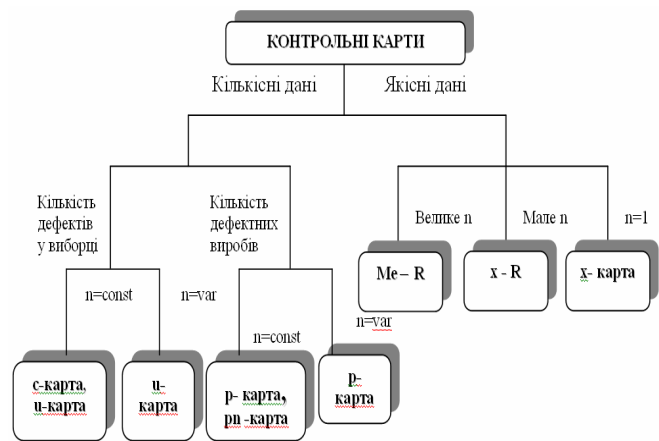 КОНТРОЛЬНІ КАРТИ
Кількісні дані
Якісні дані
Кількість
дефектів
у виборці
Кількість
дефектних
виробів
Велике n
Мале n
n=1
Me – R
x - R
x- карта
n=const
n=var
n=const
n=var
с-карта,
u-карта
u-
карта
р- карта,
pn -карта
р-
карта